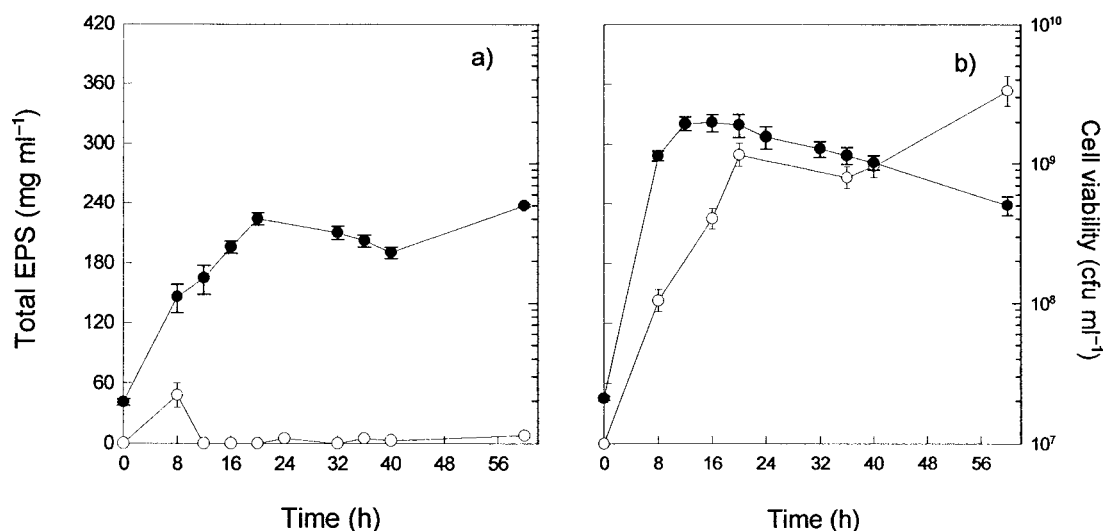 a)
b)
Total EPS (mg ml⁻¹)
420
360
300
240
180
120
60
0
0 8 16 24 32 40 48 56
Time (h)
0 8 16 24 32 40 48 56
Time (h)
10¹⁰
10⁹
10⁸
10⁷
Cell viability (cfu ml⁻¹)